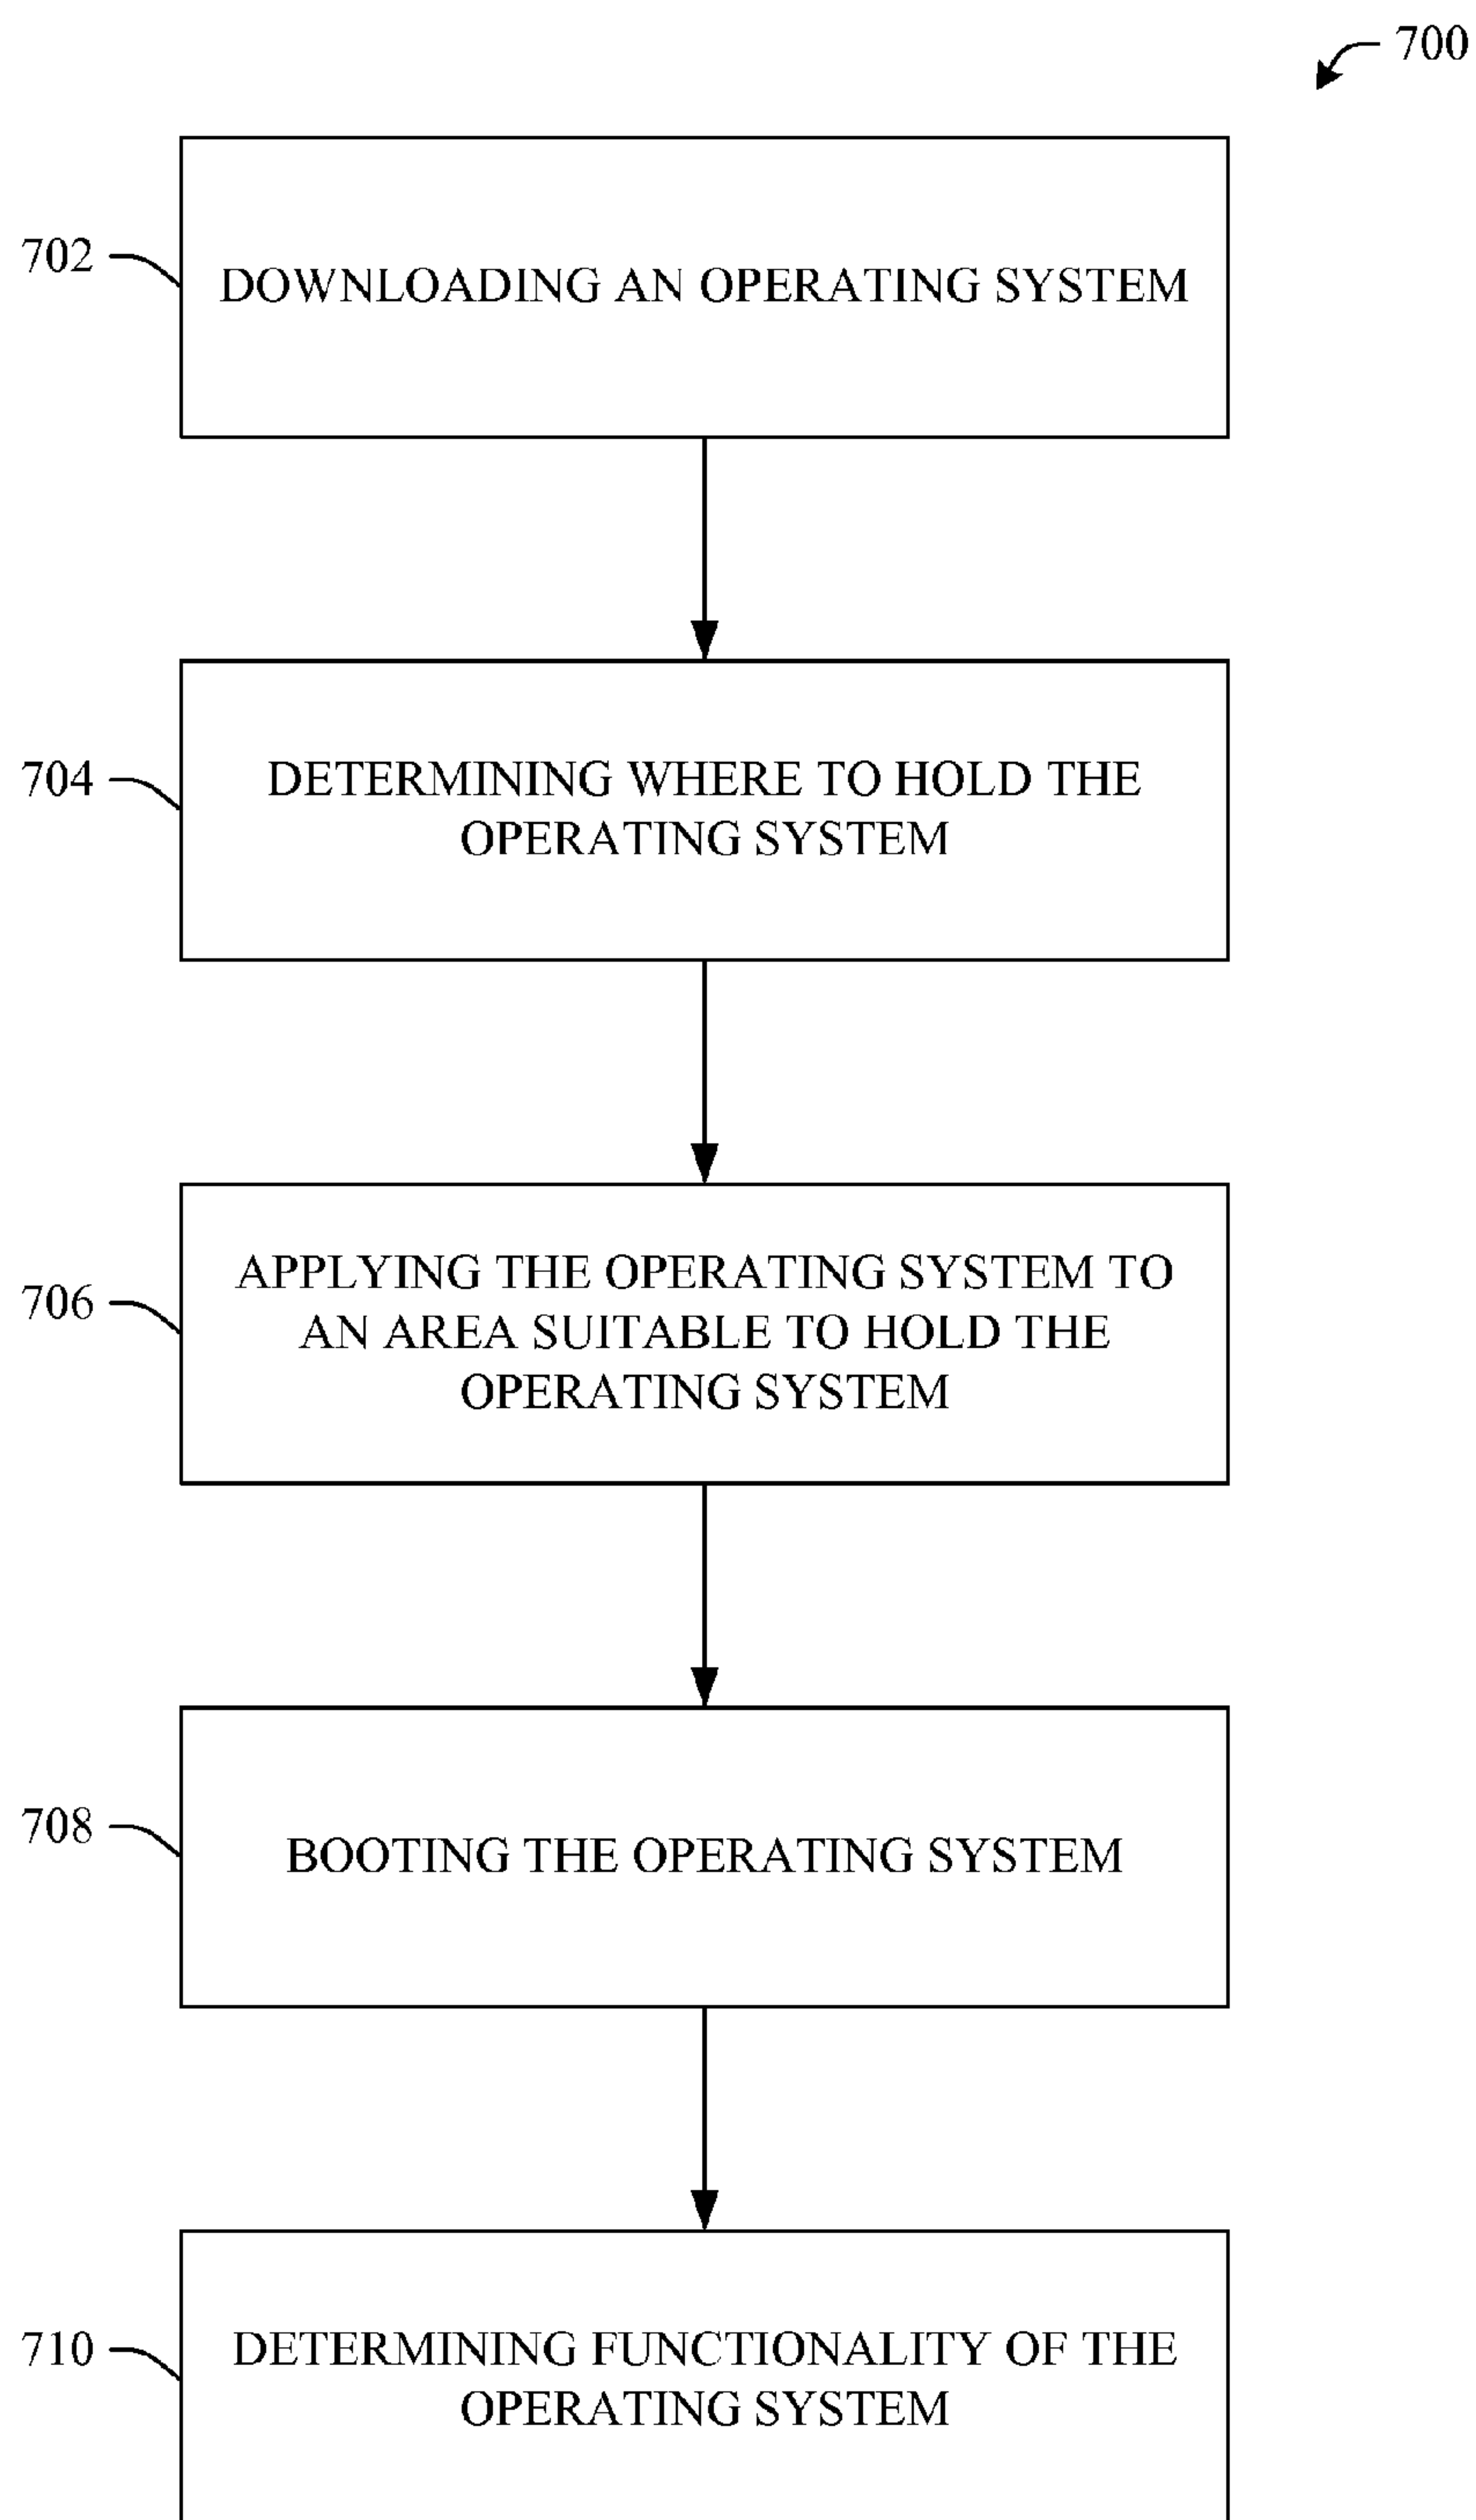 700
702
DOWNLOADING AN OPERATING SYSTEM
704
DETERMINING WHERE TO HOLD THE
OPERATING SYSTEM
706
APPLYING THE OPERATING SYSTEM TO
AN AREA SUITABLE TO HOLD THE
OPERATING SYSTEM
708
BOOTING THE OPERATING SYSTEM
710
DETERMINING FUNCTIONALITY OF THE
OPERATING SYSTEM